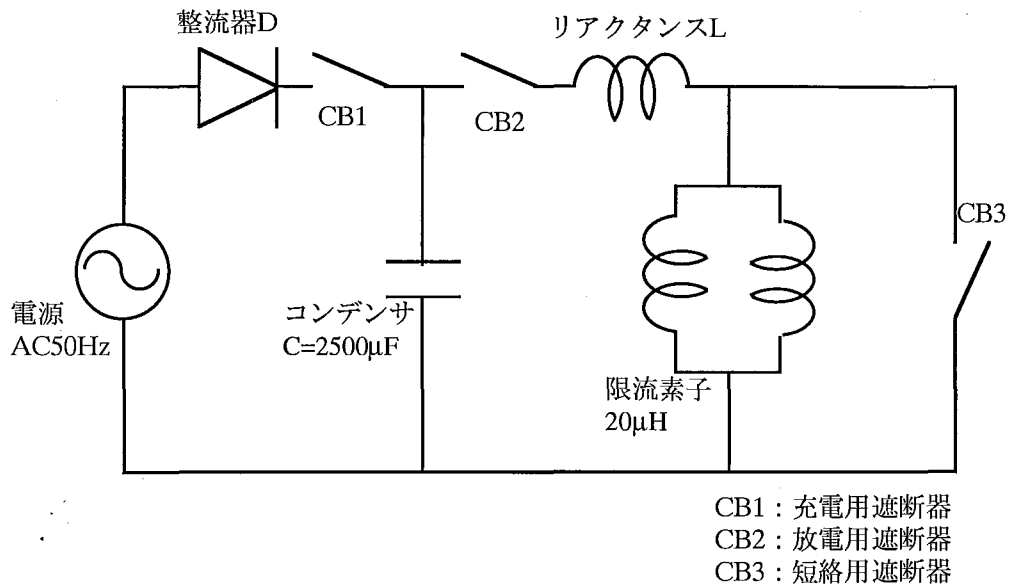 整流器D
リアクタンスL
CB1
CB2
CB3
電源
AC50Hz
コンデンサ
C=2500μF
限流素子
20μH
CB1：充電用遮断器
CB2：放電用遮断器
CB3：短絡用遮断器